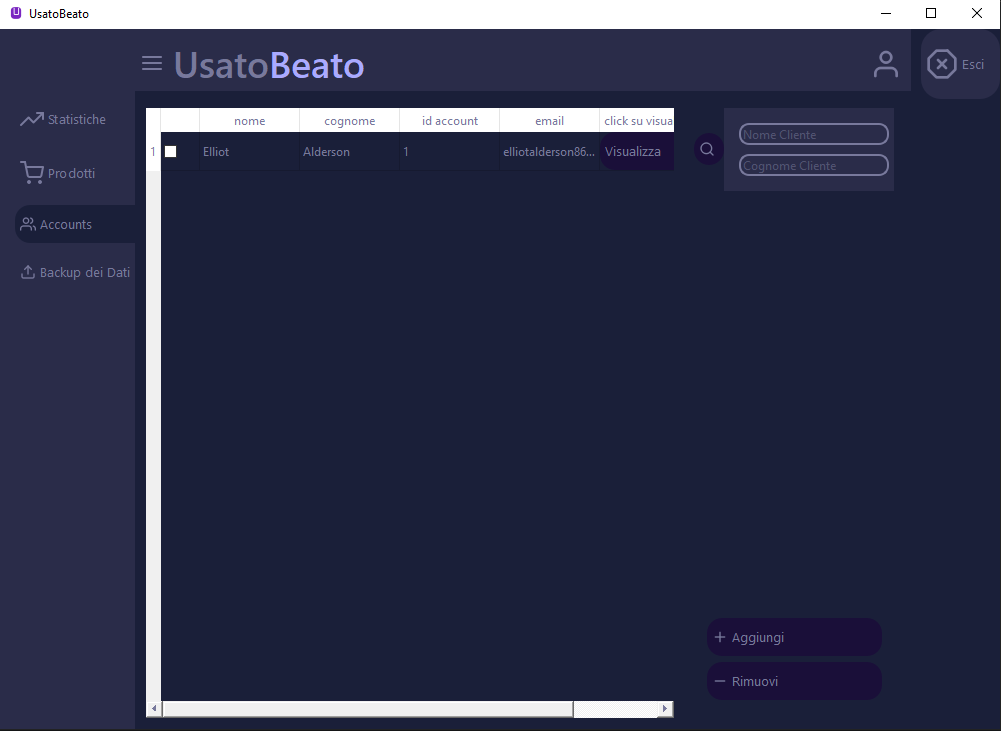 UsatoBeato
UsatoBeato
Esci
Statistiche
Prodotti
Accounts
Backup dei Dati
nome cognome id account email click su visua
1 Elliot Alderson 1 elliotalderson86... Visualizza
Nome Cliente
Cognome Cliente
Aggiungi
Rimuovi